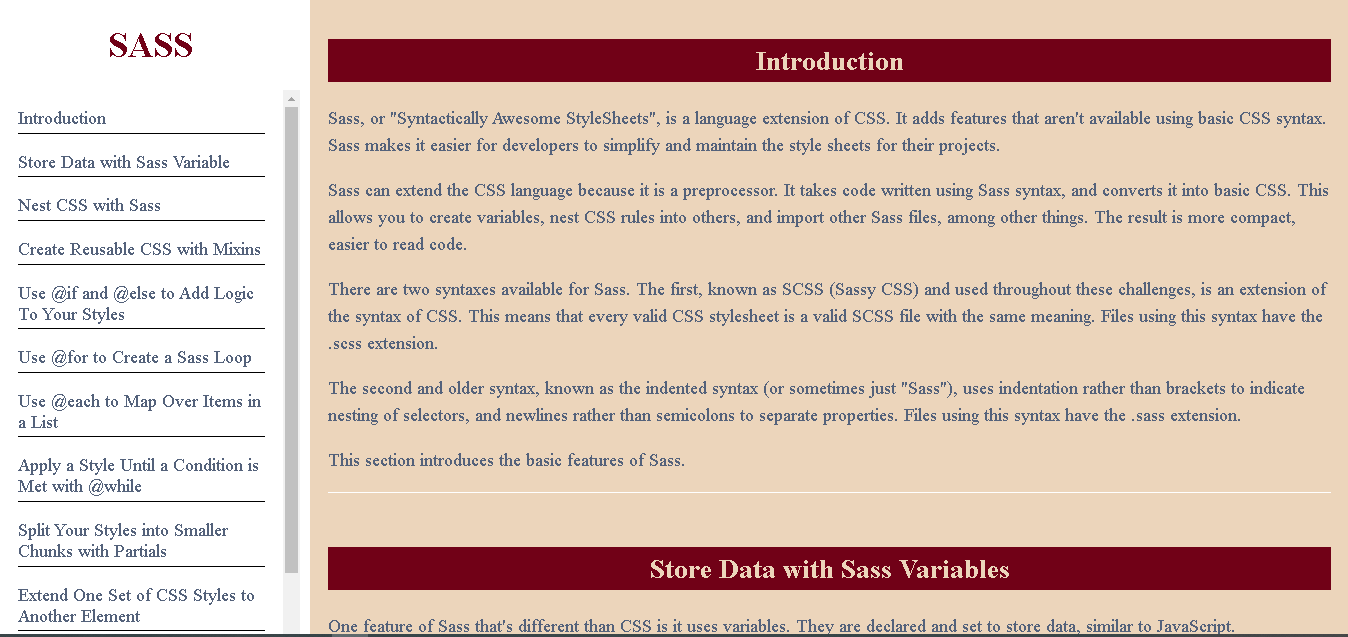 SASS
Introduction
Store Data with Sass Variable
Nest CSS with Sass
Create Reusable CSS with Mixins
Use @if and @else to Add Logic
To Your Styles
Use @for to Create a Sass Loop
Use @each to Map Over Items in
a List
Apply a Style Until a Condition is
Met with @while
Split Your Styles into Smaller
Chunks with Partials
Extend One Set of CSS Styles to
Another Element
Introduction
Sass, or "Syntactically Awesome StyleSheets", is a language extension of CSS. It adds features that aren't available using basic CSS syntax.
Sass makes it easier for developers to simplify and maintain the style sheets for their projects.
Sass can extend the CSS language because it is a preprocessor. It takes code written using Sass syntax, and converts it into basic CSS. This
allows you to create variables, nest CSS rules into others, and import other Sass files, among other things. The result is more compact,
easier to read code.
There are two syntaxes available for Sass. The first, known as SCSS (Sassy CSS) and used throughout these challenges, is an extension of
the syntax of CSS. This means that every valid CSS stylesheet is a valid SCSS file with the same meaning. Files using this syntax have the
.scss extension.
The second and older syntax, known as the indented syntax (or sometimes just "Sass"), uses indentation rather than brackets to indicate
nesting of selectors, and newlines rather than semicolons to separate properties. Files using this syntax have the .sass extension.
This section introduces the basic features of Sass.
Store Data with Sass Variables
One feature of Sass that's different than CSS is it uses variables. They are declared and set to store data, similar to JavaScript.